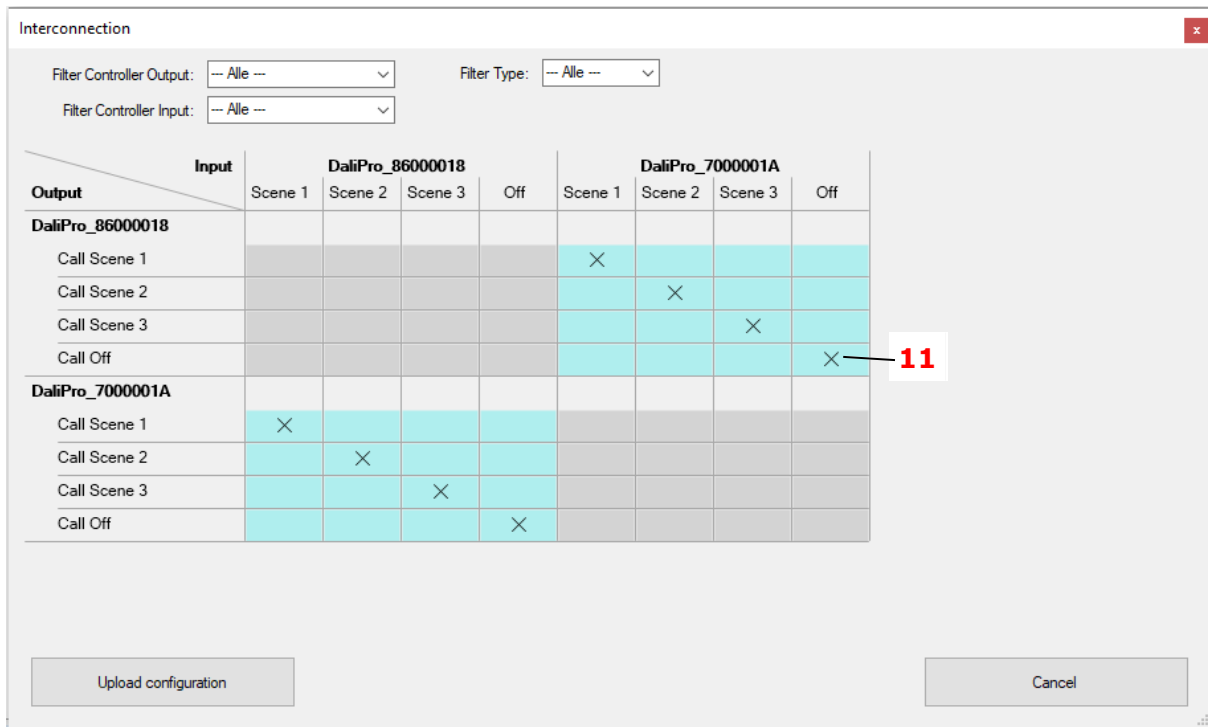 Interconnection
x
Filter Controller Output: --- Alle --- Filter Type: --- Alle ---
Filter Controller Input: --- Alle ---
Input DaliPro_86000018 DaliPro_7000001A
Output Scene 1 Scene 2 Scene 3 Off Scene 1 Scene 2 Scene 3 Off
DaliPro_86000018
Call Scene 1
Call Scene 2
Call Scene 3
Call Off 11
DaliPro_7000001A
Call Scene 1
Call Scene 2
Call Scene 3
Call Off
Upload configuration Cancel